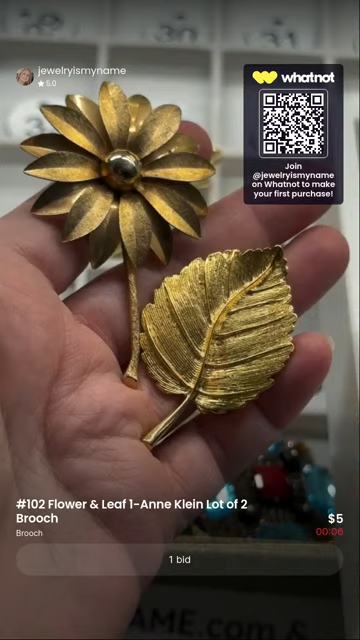 jewelryismyname
★ 5.0
whatnot
Join
@jewelryismyname
on Whatnot to make
your first purchase!
#102 Flower & Leaf 1-Anne Klein Lot of 2
Brooch
$5
Brooch
00:06
1 bid